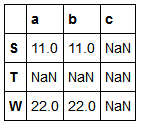 a b c
S 11.0 11.0 NaN
T NaN NaN NaN
W 22.0 22.0 NaN